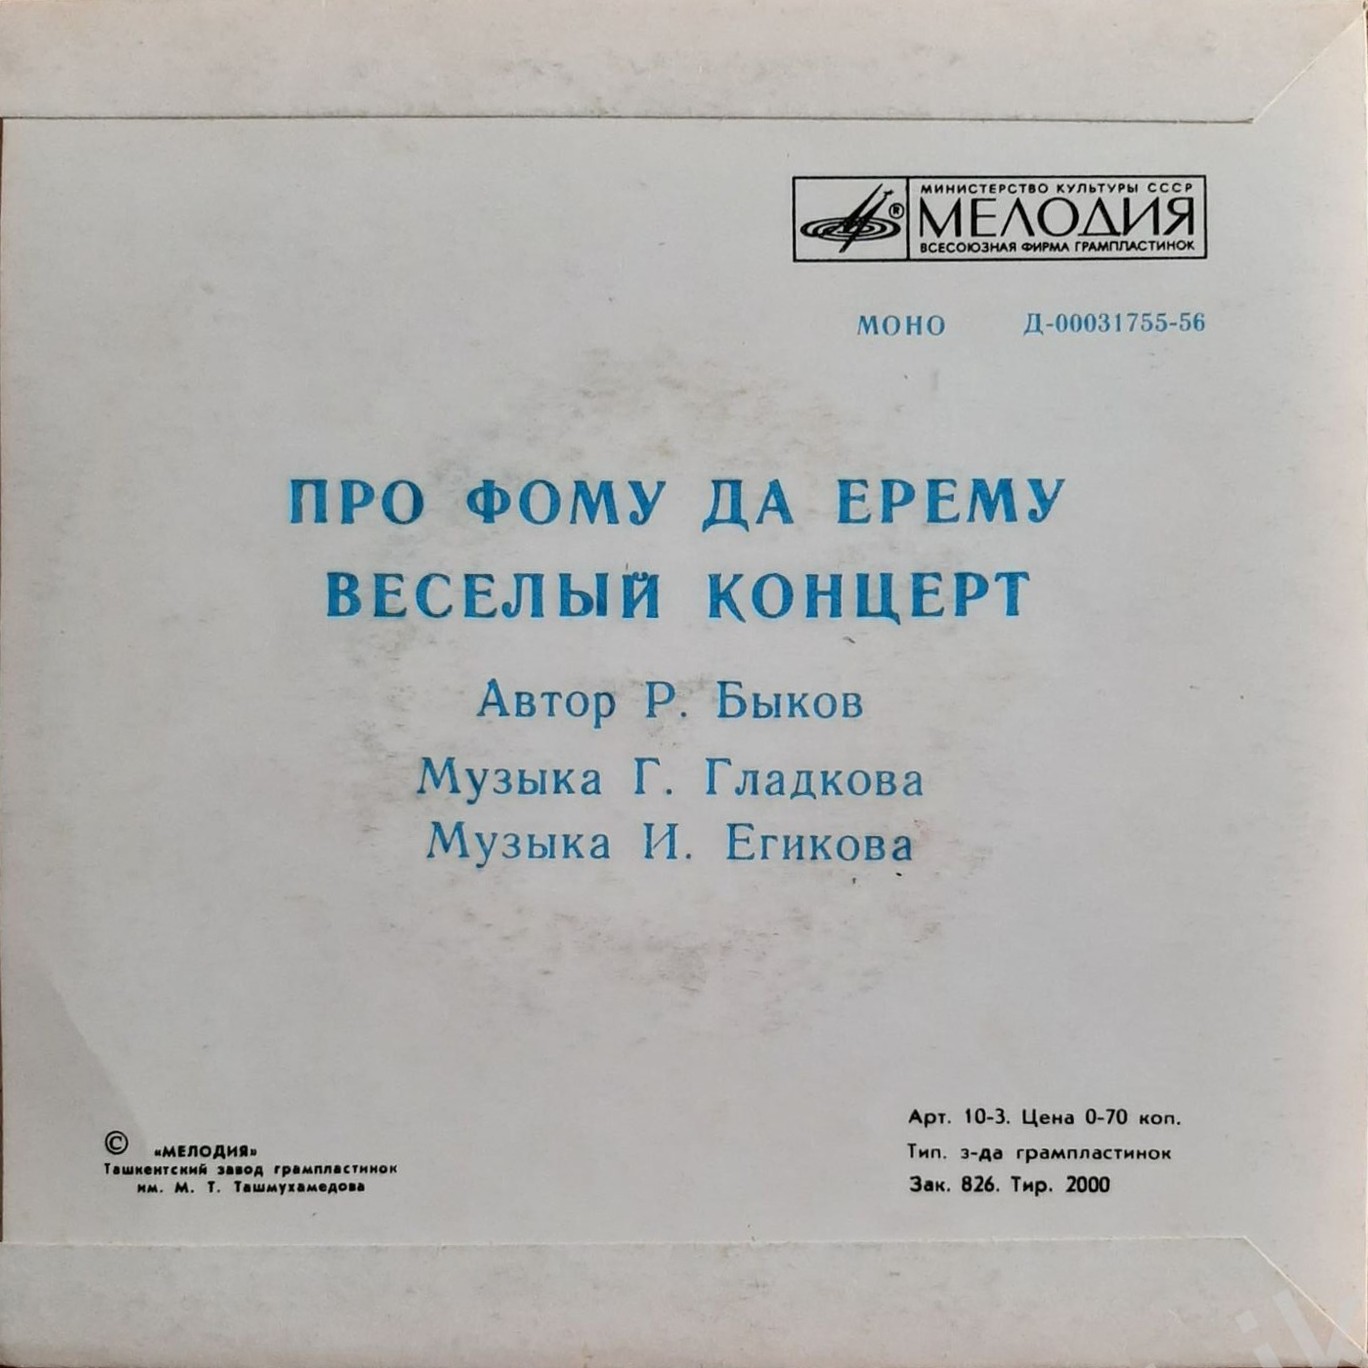 МИНИСТЕРСТВО КУЛЬТУРЫ СССР
® МЕЛОДИЯ
ВСЕСОЮЗНАЯ ФИРМА ГРАМПЛАСТИНОК
МОНО Д-00031755-56
ПРО ФОМУ ДА ЕРЕМУ
ВЕСЕЛЫЙ КОНЦЕРТ
Автор Р. Быков
Музыка Г. Гладкова
Музыка И. Егикова
Арт. 10-3. Цена 0-70 коп.
Тип. з-да грампластинок
Зак. 826. Тир. 2000
© «МЕЛОДИЯ»
Ташкентский завод грампластинок
им. М. Т. Ташмухамедова